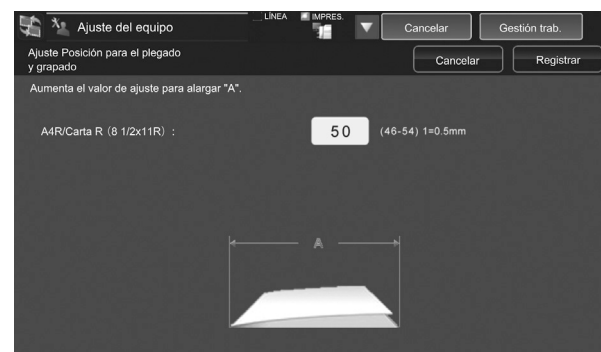 Ajuste del equipo
LÍNEA
IMPRES.
Cancelar
Gestión trab.
Ajuste Posición para el plegado
y grapado
Cancelar
Registrar
Aumenta el valor de ajuste para alargar "A".
A4R/Carta R (8 1/2x11R) :
50
(46-54) 1=0.5mm
A